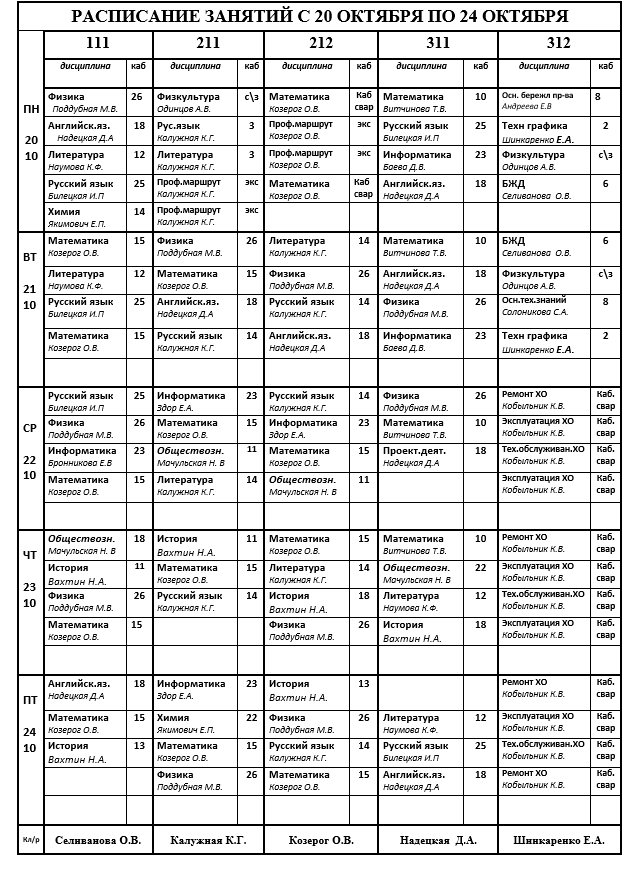 РАСПИСАНИЕ ЗАНЯТИЙ С 20 ОКТЯБРЯ ПО 24 ОКТЯБРЯ
111 211 212 311 312
дисциплина каб дисциплина каб дисциплина каб дисциплина каб дисциплина каб
ПН
20
10
Физика 26 Физкультура с\з Математика Каб свар Математика 10 Осн. бережл пр-ва 8
Поддубная М.В. Одинцов А.В. Козерог О.В. Витчинова Т.В. Андреева Е.В
Английск.яз. 18 Рус.язык 3 Проф.маршрут экс Русский язык 25 Техн графика 2
Надецкая Д.А Калужная К.Г. Козерог О.В. Билецкая И.П Шинкаренко Е.А.
Литература 12 Литература 3 Проф.маршрут экс Информатика 23 Физкультура с\з
Наумова К.Ф. Калужная К.Г. Козерог О.В. Баева Д.В. Одинцов А.В.
Русский язык 25 Проф.маршрут экс Математика Каб свар Английск.яз. 18 БЖД 6
Билецкая И.П Калужная К.Г. Козерог О.В. Надецкая Д.А Селиванова О.В.
Химия 14 Проф.маршрут экс
Якимович Е.П. Калужная К.Г.
ВТ
21
10
Математика 15 Физика 26 Литература 14 Математика 10 БЖД 6
Козерог О.В. Поддубная М.В. Калужная К.Г. Витчинова Т.В. Селиванова О.В.
Литература 12 Математика 15 Физика 26 Английск.яз. 18 Физкультура с\з
Наумова К.Ф. Козерог О.В. Поддубная М.В. Надецкая Д.А Одинцов А.В.
Русский язык 25 Английск.яз. 18 Русский язык 14 Физика 26 Осн.тех.знаний 8
Билецкая И.П Надецкая Д.А Калужная К.Г. Поддубная М.В. Солоникова С.А.
Математика 15 Русский язык 14 Английск.яз. 18 Информатика 23 Техн графика 2
Козерог О.В. Калужная К.Г. Надецкая Д.А Баева Д.В. Шинкаренко Е.А.
СР
22
10
Русский язык 25 Информатика 23 Русский язык 14 Физика 26 Ремонт ХО Каб. свар
Билецкая И.П Здор Е.А. Калужная К.Г. Поддубная М.В. Кобыльник К.В.
Физика 26 Математика 15 Информатика 23 Математика 10 Эксплуатация ХО Каб. свар
Поддубная М.В. Козерог О.В. Здор Е.А. Витчинова Т.В. Кобыльник К.В.
Информатика 23 Обществозн. 11 Математика 15 Проект.деят. 18 Тех.обслуживан.ХО Каб. свар
Бронникова Е.В Мачульская Н. В Козерог О.В. Надецкая Д.А Кобыльник К.В.
Математика 15 Литература 14 Обществозн. 11 Эксплуатация ХО Каб. свар
Козерог О.В. Калужная К.Г. Мачульская Н. В Кобыльник К.В.
ЧТ
23
10
Обществозн. 18 История 11 Математика 15 Математика 10 Ремонт ХО Каб. свар
Мачульская Н. В Вахтин Н.А. Козерог О.В. Витчинова Т.В. Кобыльник К.В.
История 11 Математика 15 Литература 14 Обществозн. 22 Эксплуатация ХО Каб. свар
Вахтин Н.А. Козерог О.В. Калужная К.Г. Мачульская Н. В Кобыльник К.В.
Физика 26 Русский язык 14 История 18 Литература 12 Тех.обслуживан.ХО Каб. свар
Поддубная М.В. Калужная К.Г. Вахтин Н.А. Наумова К.Ф. Кобыльник К.В.
Математика 15 Физика 26 История 18 Эксплуатация ХО Каб. свар
Козерог О.В. Поддубная М.В. Вахтин Н.А. Кобыльник К.В.
ПТ
24
10
Английск.яз. 18 Информатика 23 История 13 Ремонт ХО Каб. свар
Надецкая Д.А Здор Е.А. Вахтин Н.А. Кобыльник К.В.
Математика 15 Химия 22 Физика 26 Литература 12 Эксплуатация ХО Каб. свар
Козерог О.В. Якимович Е.П. Поддубная М.В. Наумова К.Ф. Кобыльник К.В.
История 13 Математика 15 Русский язык 14 Русский язык 25 Тех.обслуживан.ХО Каб. свар
Вахтин Н.А. Козерог О.В. Калужная К.Г. Билецкая И.П Кобыльник К.В.
Физика 26 Математика 15 Английск.яз. 18 Ремонт ХО Каб. свар
Поддубная М.В. Козерог О.В. Надецкая Д.А Кобыльник К.В.
Кл/р Селиванова О.В. Калужная К.Г. Козерог О.В. Надецкая Д.А. Шинкаренко Е.А.